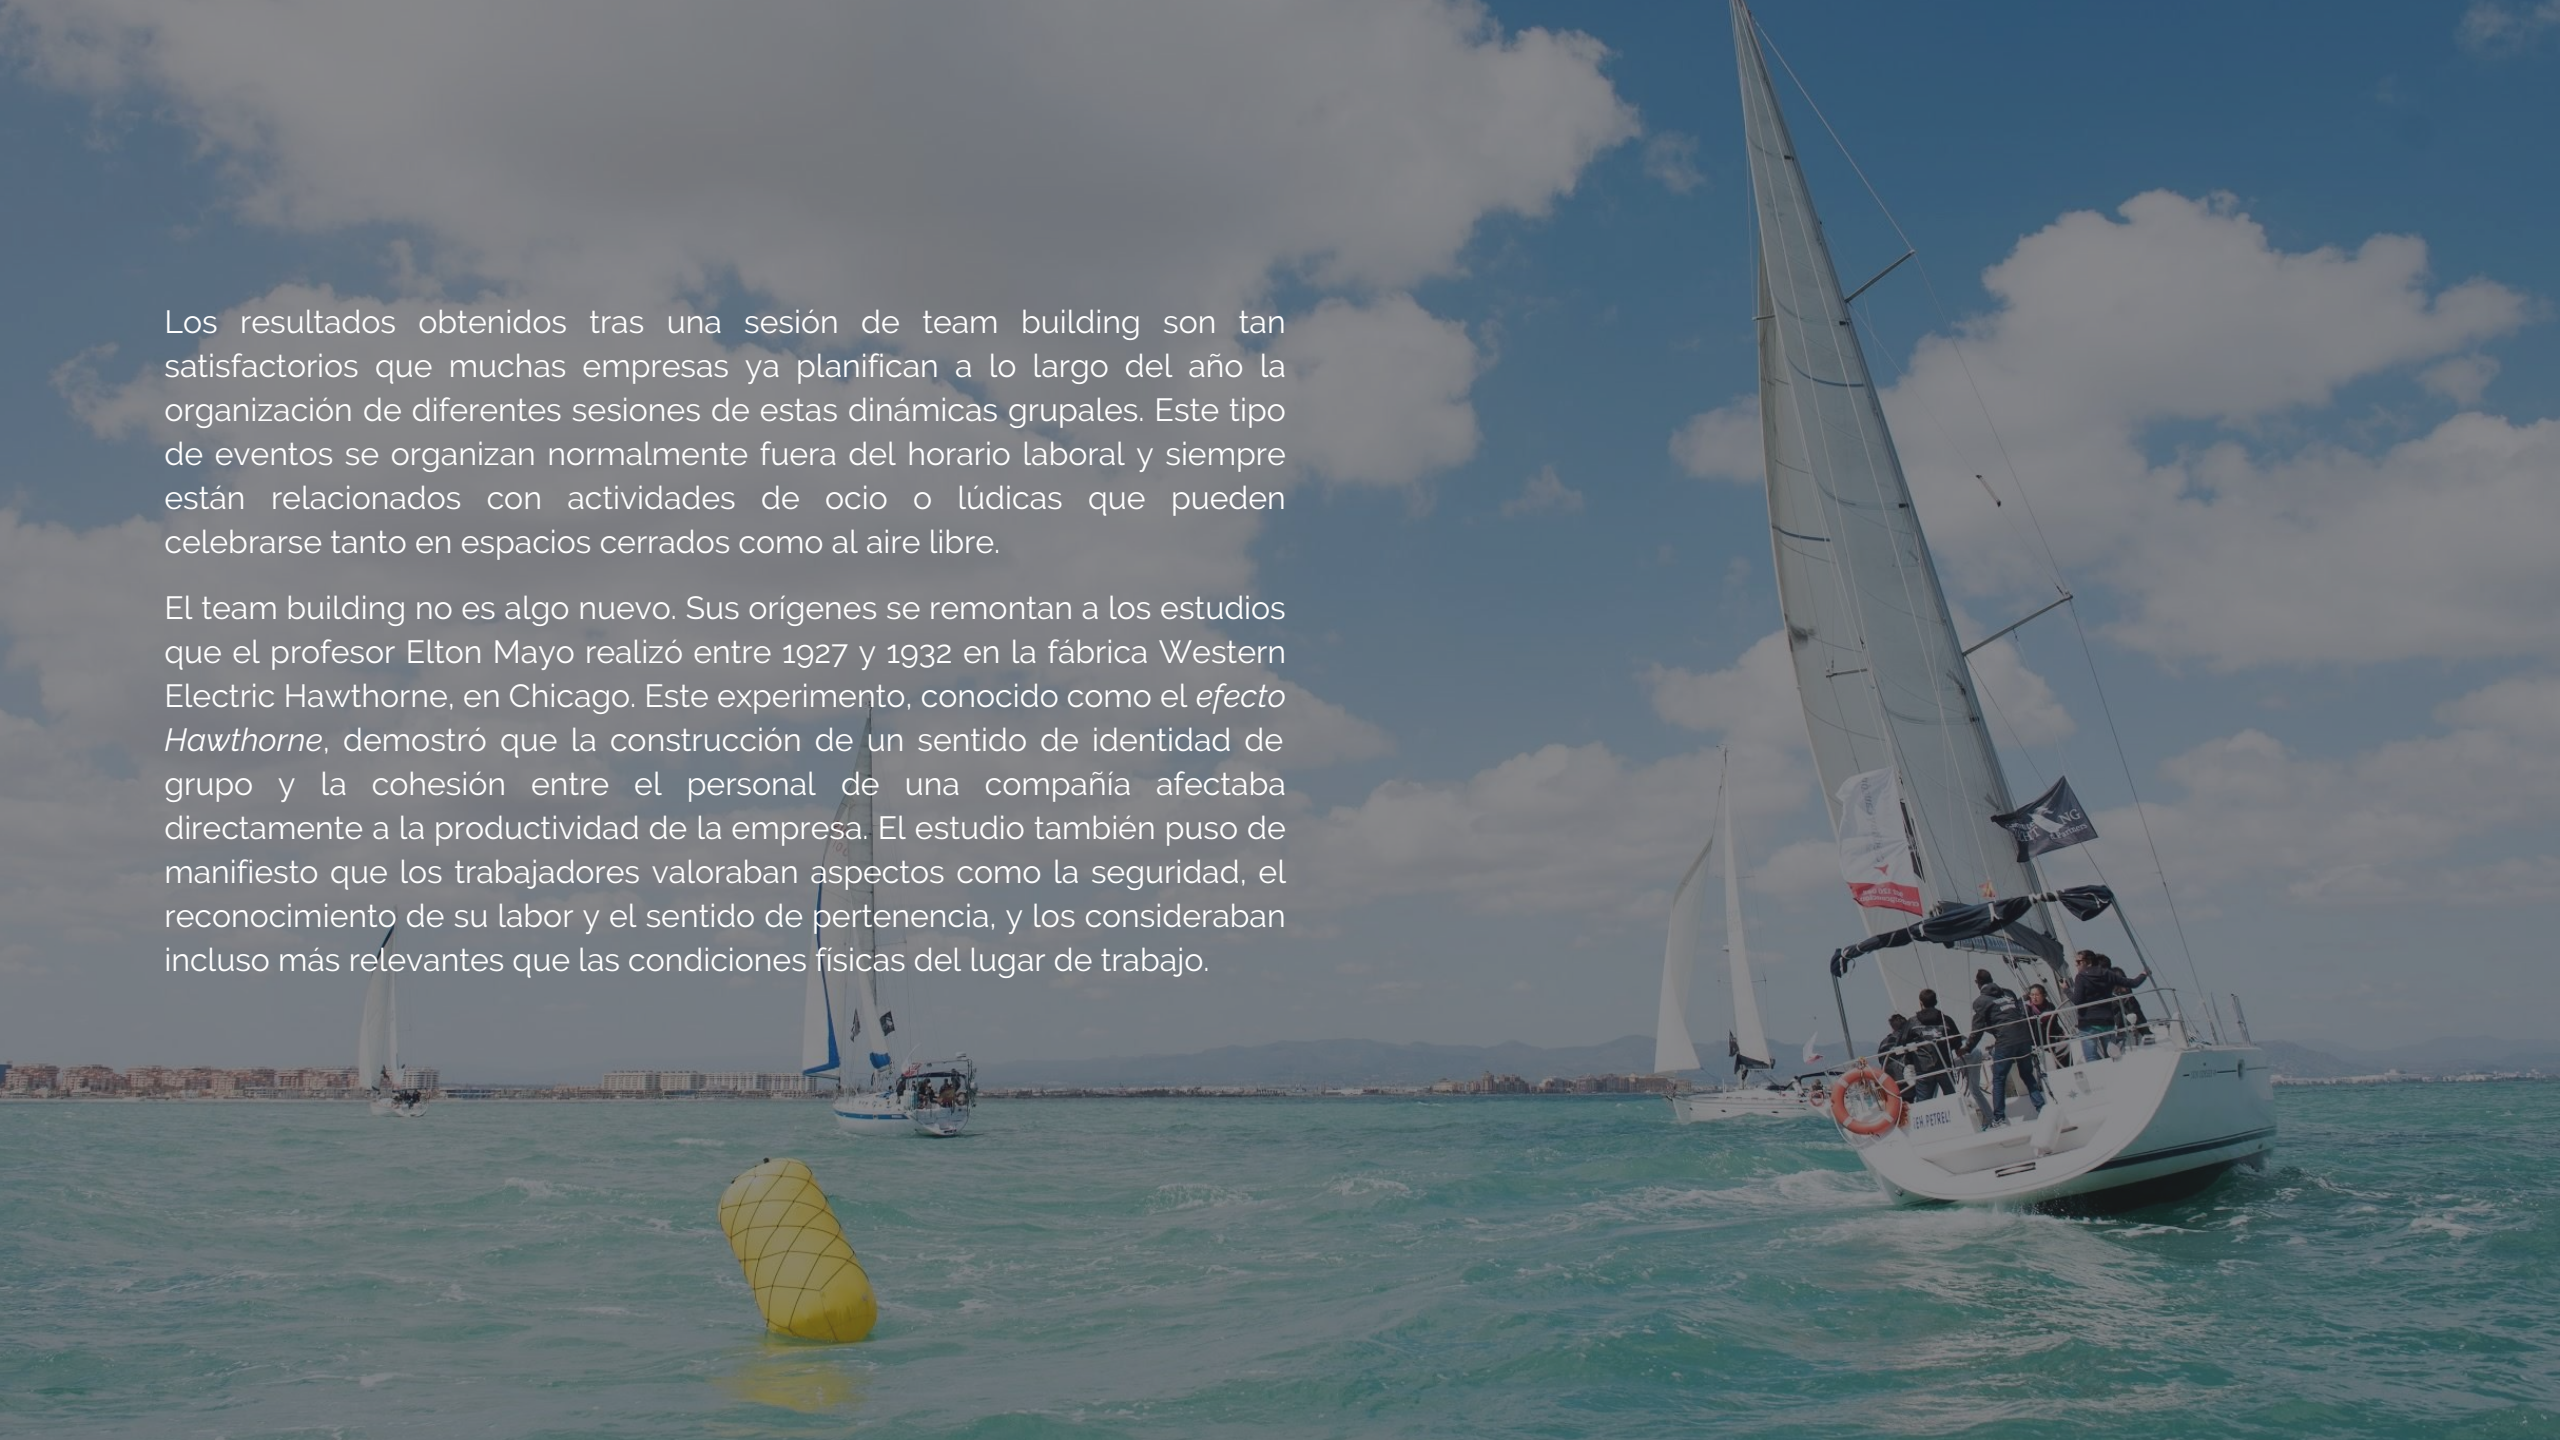 Los resultados obtenidos tras una sesión de team building son tan
satisfactorios que muchas empresas ya planifican a lo largo del año la
organización de diferentes sesiones de estas dinámicas grupales. Este tipo
de eventos se organizan normalmente fuera del horario laboral y siempre
están relacionados con actividades de ocio o lúdicas que pueden
celebrarse tanto en espacios cerrados como al aire libre.
El team building no es algo nuevo. Sus orígenes se remontan a los estudios
que el profesor Elton Mayo realizó entre 1927 y 1932 en la fábrica Western
Electric Hawthorne, en Chicago. Este experimento, conocido como el efecto
Hawthorne, demostró que la construcción de un sentido de identidad de
grupo y la cohesión entre el personal de una compañía afectaba
directamente a la productividad de la empresa. El estudio también puso de
manifiesto que los trabajadores valoraban aspectos como la seguridad, el
reconocimiento de su labor y el sentido de pertenencia, y los consideraban
incluso más relevantes que las condiciones físicas del lugar de trabajo.
¡EH, PETREL!